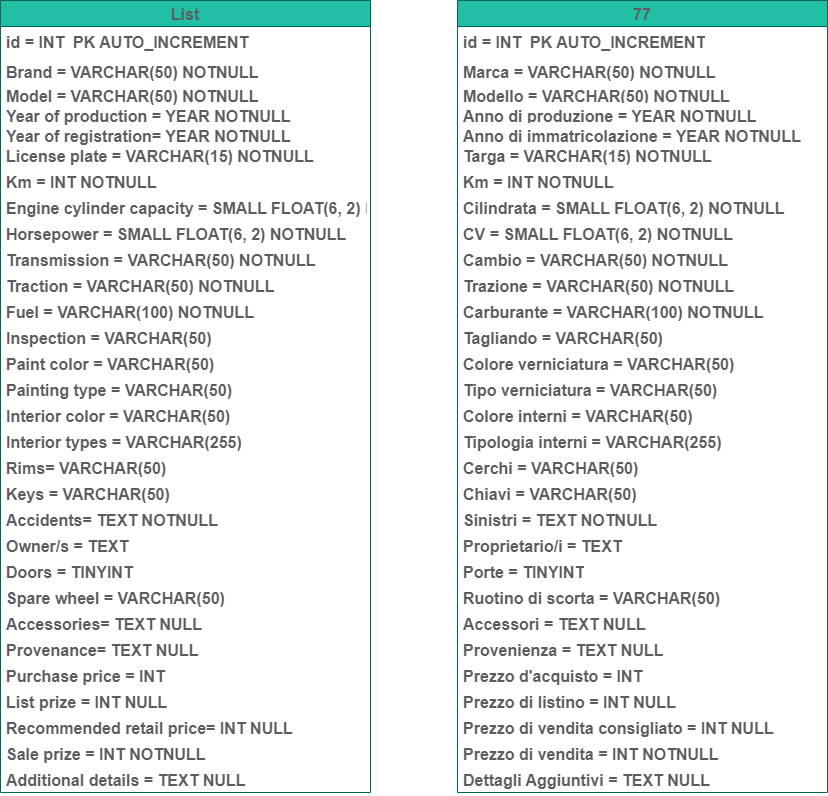 List
id = INT  PK AUTO_INCREMENT
Brand = VARCHAR(50) NOTNULL
Model = VARCHAR(50) NOTNULL
Year of production = YEAR NOTNULL
Year of registration= YEAR NOTNULL
License plate = VARCHAR(15) NOTNULL
Km = INT NOTNULL
Engine cylinder capacity = SMALL FLOAT(6, 2)
Horsepower = SMALL FLOAT(6, 2) NOTNULL
Transmission = VARCHAR(50) NOTNULL
Traction = VARCHAR(50) NOTNULL
Fuel = VARCHAR(100) NOTNULL
Inspection = VARCHAR(50)
Paint color = VARCHAR(50)
Painting type = VARCHAR(50)
Interior color = VARCHAR(50)
Interior types = VARCHAR(255)
Rims= VARCHAR(50)
Keys = VARCHAR(50)
Accidents= TEXT NOTNULL
Owner/s = TEXT
Doors = TINYINT
Spare wheel = VARCHAR(50)
Accessories= TEXT NULL
Provenance= TEXT NULL
Purchase price = INT
List prize = INT NULL
Recommended retail price= INT NULL
Sale prize = INT NOTNULL
Additional details = TEXT NULL
77
id = INT  PK AUTO_INCREMENT
Marca = VARCHAR(50) NOTNULL
Modello = VARCHAR(50) NOTNULL
Anno di produzione = YEAR NOTNULL
Anno di immatricolazione = YEAR NOTNULL
Targa = VARCHAR(15) NOTNULL
Km = INT NOTNULL
Cilindrata = SMALL FLOAT(6, 2) NOTNULL
CV = SMALL FLOAT(6, 2) NOTNULL
Cambio = VARCHAR(50) NOTNULL
Trazione = VARCHAR(50) NOTNULL
Carburante = VARCHAR(100) NOTNULL
Tagliando = VARCHAR(50)
Colore verniciatura = VARCHAR(50)
Tipo verniciatura = VARCHAR(50)
Colore interni = VARCHAR(50)
Tipologia interni = VARCHAR(255)
Cerchi = VARCHAR(50)
Chiavi = VARCHAR(50)
Sinistri = TEXT NOTNULL
Proprietario/i = TEXT
Porte = TINYINT
Ruotino di scorta = VARCHAR(50)
Accessori = TEXT NULL
Provenienza = TEXT NULL
Prezzo d'acquisto = INT
Prezzo di listino = INT NULL
Prezzo di vendita consigliato = INT NULL
Prezzo di vendita = INT NOTNULL
Dettagli Aggiuntivi = TEXT NULL